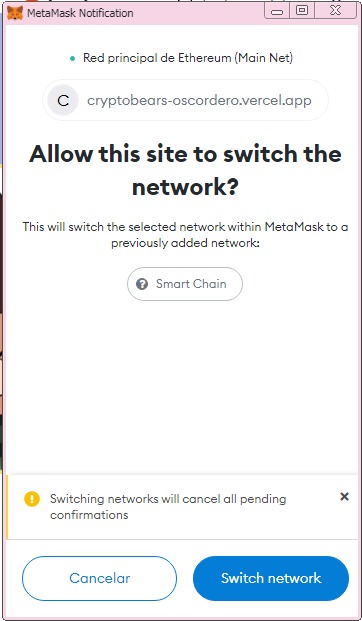 MetaMask Notification
Red principal de Ethereum (Main Net)
C cryptobears-oscordero.vercel.app
Allow this site to switch the
network?
This will switch the selected network within MetaMask to a
previously added network:
? Smart Chain
! Switching networks will cancel all pending
confirmations
Cancelar Switch network